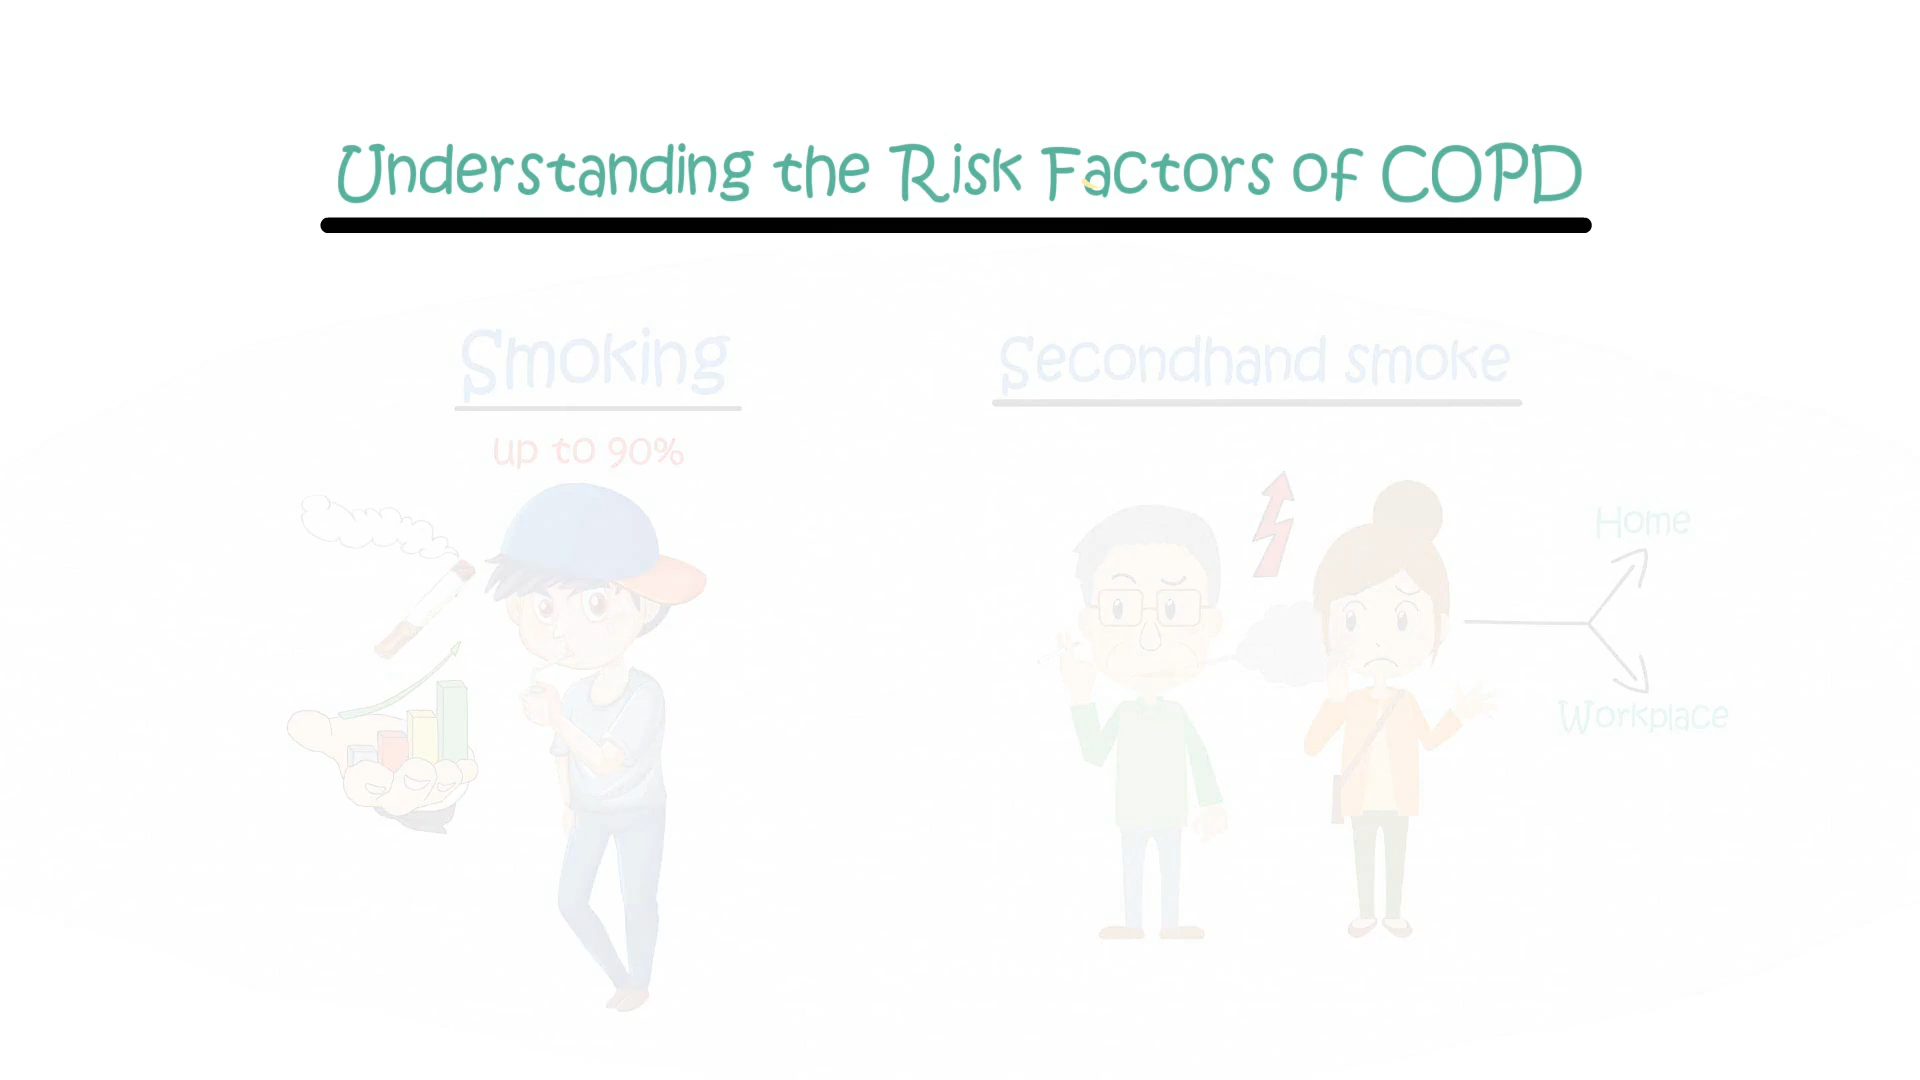 Understanding the Risk Factors of COPD
Smoking
up to 90%
Secondhand smoke
Home
Workplace